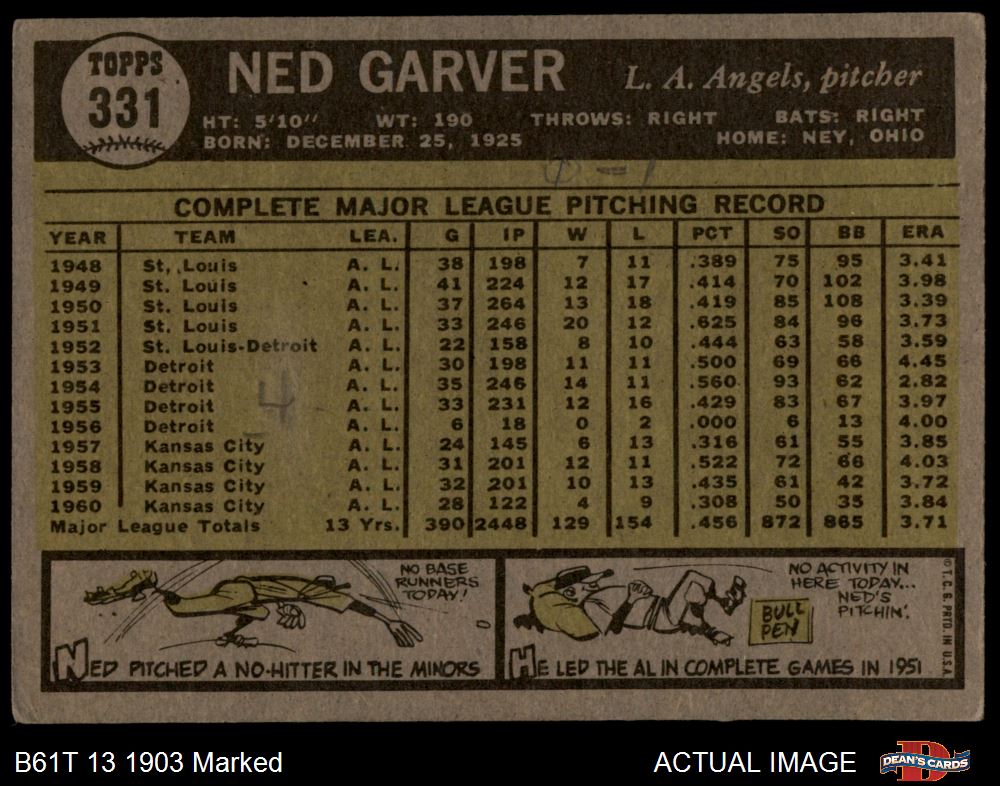 TOPPS
331
NED GARVER L. A. Angels, pitcher
HT: 5'10" WT: 190 THROWS: RIGHT BATS: RIGHT
BORN: DECEMBER 25, 1925 HOME: NEY, OHIO
COMPLETE MAJOR LEAGUE PITCHING RECORD
YEAR TEAM LEA. G IP W L PCT SO BB ERA
1948 St. Louis A. L. 38 198 7 11 .389 75 95 3.41
1949 St. Louis A. L. 41 224 12 17 .414 70 102 3.98
1950 St. Louis A. L. 37 264 13 18 .419 85 108 3.39
1951 St. Louis A. L. 33 246 20 12 .625 84 96 3.73
1952 St. Louis-Detroit A. L. 22 158 8 10 .444 63 58 3.59
1953 Detroit A. L. 30 198 11 11 .500 69 66 4.45
1954 Detroit A. L. 35 246 14 11 .560 93 62 2.82
1955 Detroit A. L. 33 231 12 16 .429 83 67 3.97
1956 Detroit A. L. 6 18 0 2 .000 6 13 4.00
1957 Kansas City A. L. 24 145 6 13 .316 61 55 3.85
1958 Kansas City A. L. 31 201 12 11 .522 72 66 4.03
1959 Kansas City A. L. 32 201 10 13 .435 61 42 3.72
1960 Kansas City A. L. 28 122 4 9 .308 50 35 3.84
Major League Totals 13 Yrs. 390 2448 129 154 .456 872 865 3.71
4
NO BASE
RUNNERS
TODAY!
NED PITCHED A NO-HITTER IN THE MINORS
NO ACTIVITY IN
HERE TODAY...
NED'S
PITCHIN'.
BULL
PEN
HE LED THE AL IN COMPLETE GAMES IN 1951
© T. C. G. PRTD. IN U.S.A.
B61T 13 1903 Marked ACTUAL IMAGE
DEAN'S CARDS